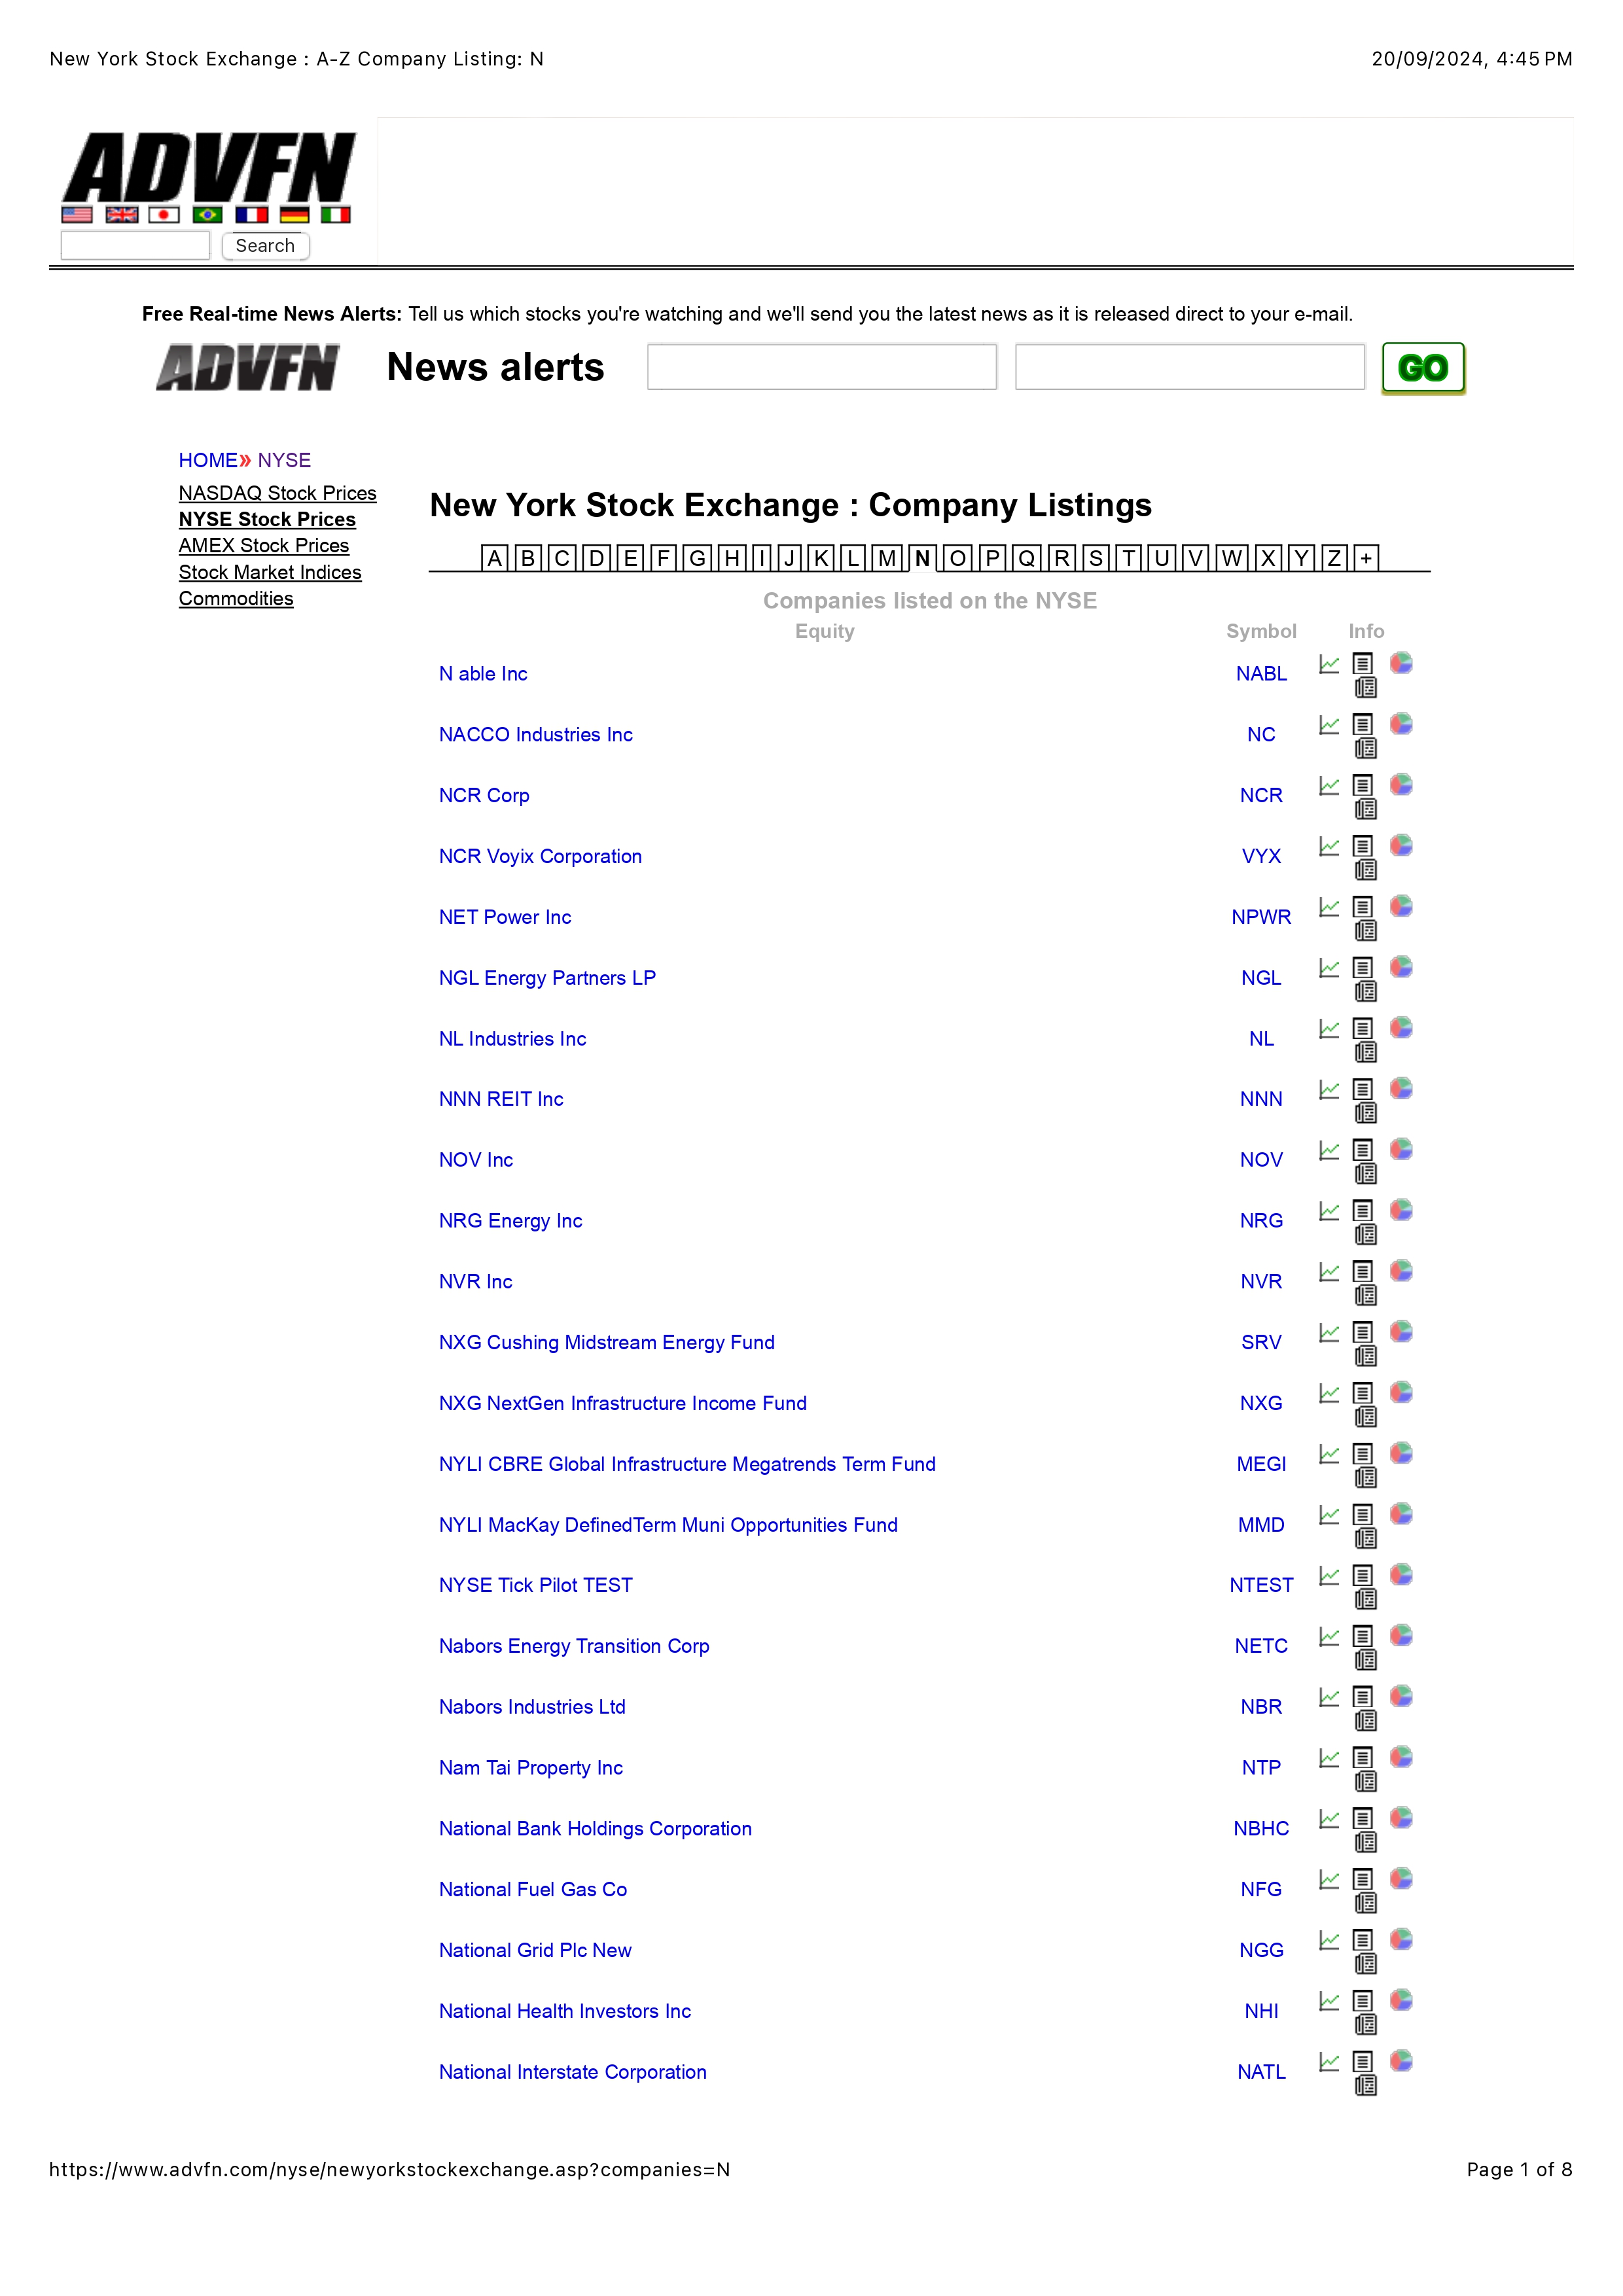 New York Stock Exchange : A-Z Company Listing: N 20/09/2024, 4:45 PM
ADVFN
Search
Free Real-time News Alerts: Tell us which stocks you're watching and we'll send you the latest news as it is released direct to your e-mail.
ADVFN News alerts GO
HOME» NYSE
NASDAQ Stock Prices
NYSE Stock Prices
AMEX Stock Prices
Stock Market Indices
Commodities
New York Stock Exchange : Company Listings
A B C D E F G H I J K L M N O P Q R S T U V W X Y Z +
Companies listed on the NYSE
Equity Symbol Info
N able Inc NABL
NACCO Industries Inc NC
NCR Corp NCR
NCR Voyix Corporation VYX
NET Power Inc NPWR
NGL Energy Partners LP NGL
NL Industries Inc NL
NNN REIT Inc NNN
NOV Inc NOV
NRG Energy Inc NRG
NVR Inc NVR
NXG Cushing Midstream Energy Fund SRV
NXG NextGen Infrastructure Income Fund NXG
NYLI CBRE Global Infrastructure Megatrends Term Fund MEGI
NYLI MacKay DefinedTerm Muni Opportunities Fund MMD
NYSE Tick Pilot TEST NTEST
Nabors Energy Transition Corp NETC
Nabors Industries Ltd NBR
Nam Tai Property Inc NTP
National Bank Holdings Corporation NBHC
National Fuel Gas Co NFG
National Grid Plc New NGG
National Health Investors Inc NHI
National Interstate Corporation NATL
https://www.advfn.com/nyse/newyorkstockexchange.asp?companies=N Page 1 of 8